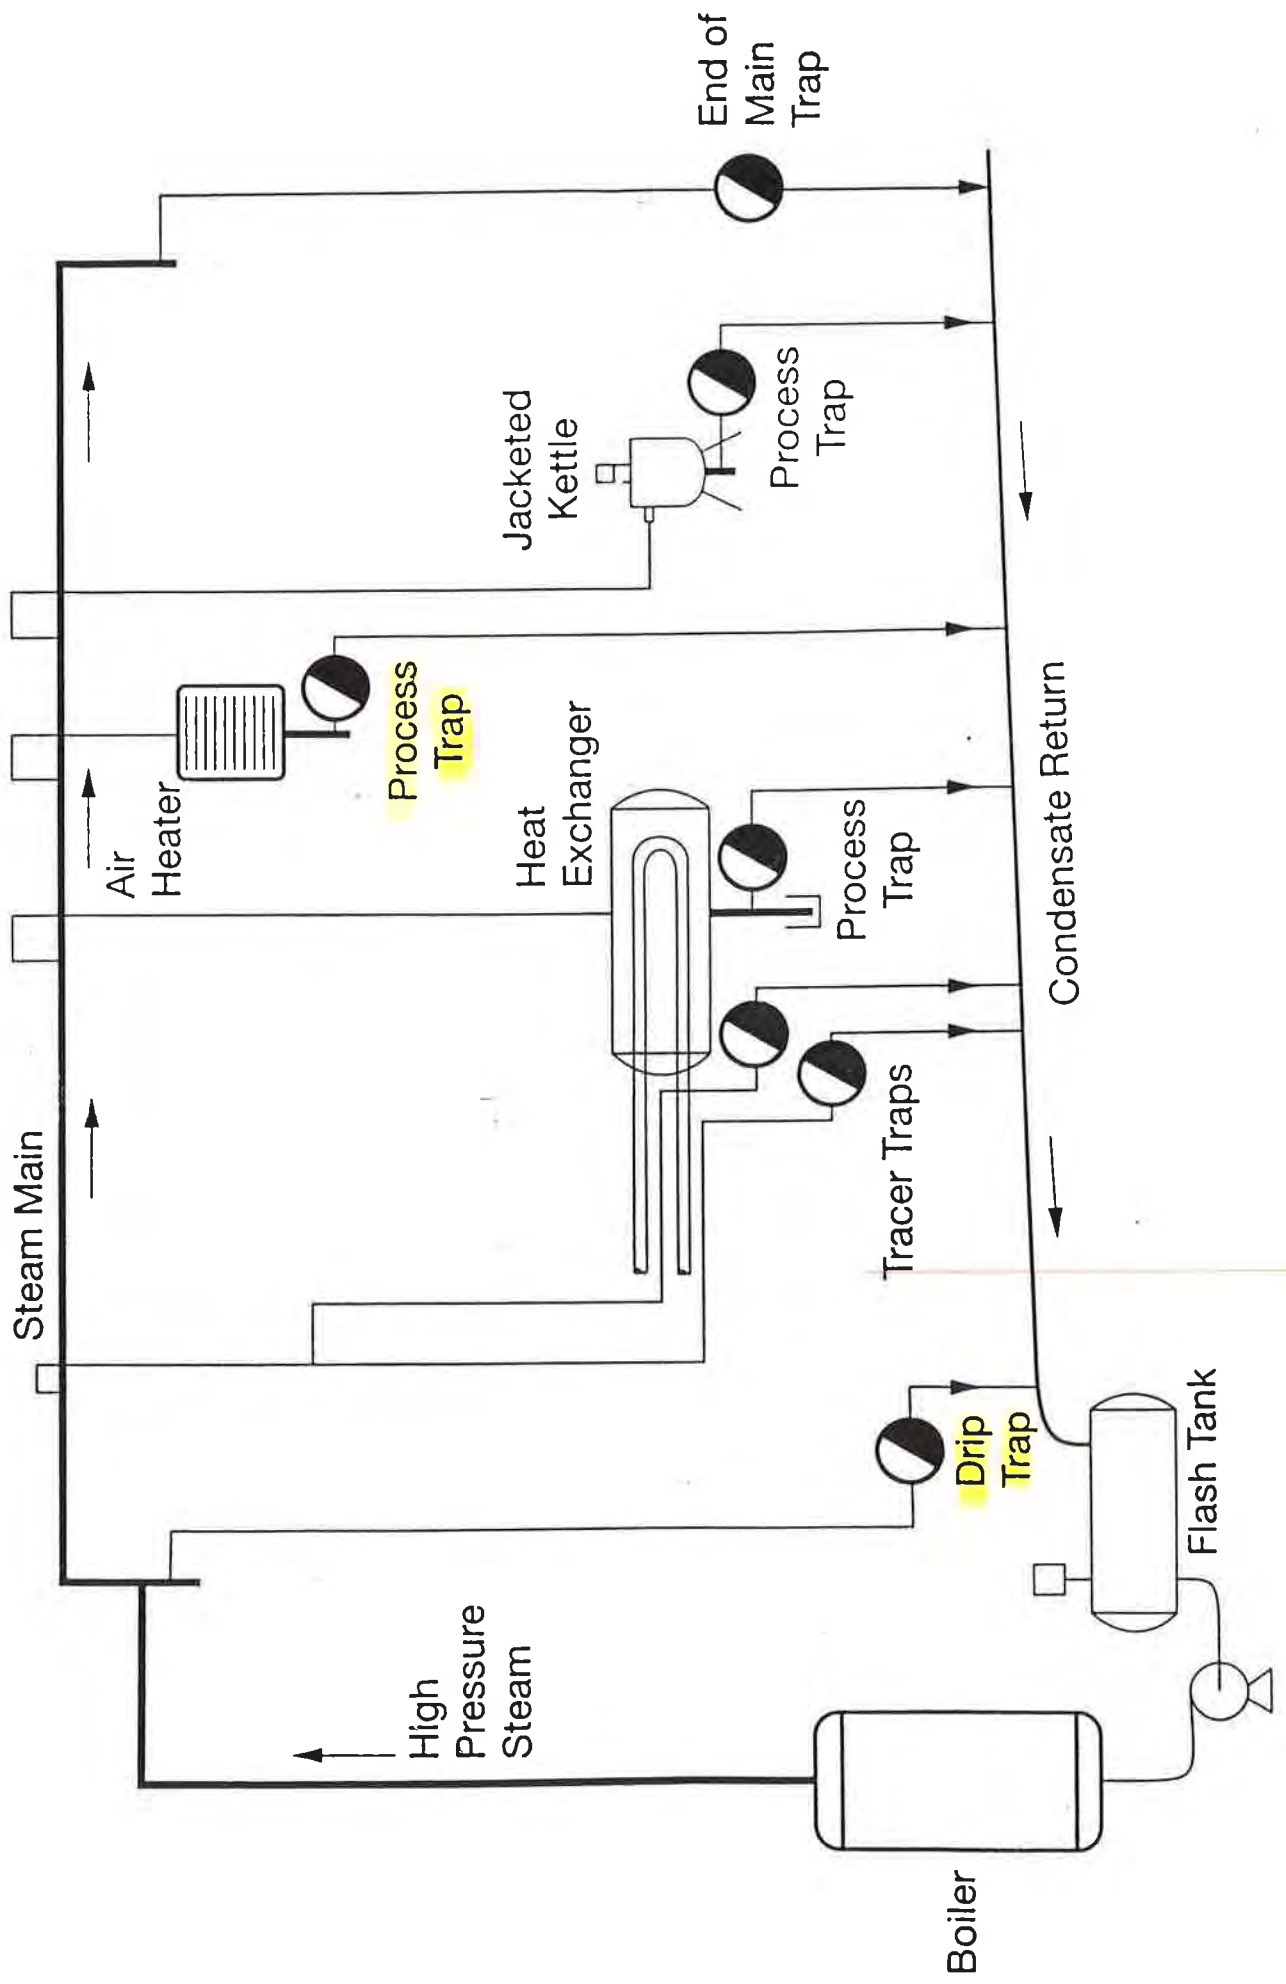 Steam Main
Air
Heater
Process
Trap
High
Pressure
Steam
Heat
Exchanger
Jacketed
Kettle
End of
Main
Trap
Process
Trap
Process
Trap
Tracer Traps
Drip
Trap
Boiler
Flash Tank
Condensate Return